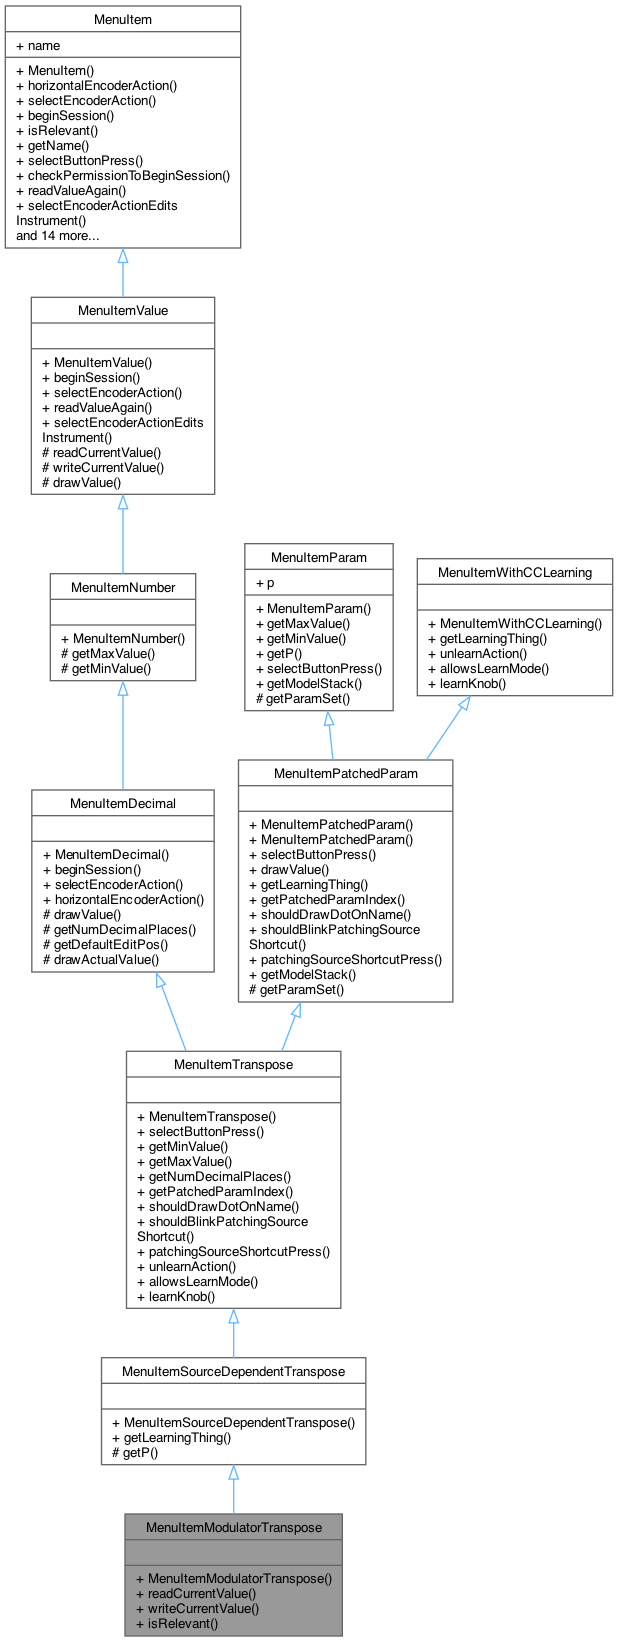 MenuItem
+ name
+ MenuItem()
+ horizontalEncoderAction()
+ selectEncoderAction()
+ beginSession()
+ isRelevant()
+ getName()
+ selectButtonPress()
+ checkPermissionToBeginSession()
+ readValueAgain()
+ selectEncoderActionEdits
Instrument()
and 14 more...
MenuItemValue
+ MenuItemValue()
+ beginSession()
+ selectEncoderAction()
+ readValueAgain()
+ selectEncoderActionEdits
Instrument()
# readCurrentValue()
# writeCurrentValue()
# drawValue()
MenuItemNumber
+ MenuItemNumber()
# getMaxValue()
# getMinValue()
MenuItemParam
+ p
+ MenuItemParam()
+ getMaxValue()
+ getMinValue()
+ getP()
+ selectButtonPress()
+ getModelStack()
# getParamSet()
MenuItemWithCCLearning
+ MenuItemWithCCLearning()
+ getLearningThing()
+ unlearnAction()
+ allowsLearnMode()
+ learnKnob()
MenuItemDecimal
+ MenuItemDecimal()
+ beginSession()
+ selectEncoderAction()
+ horizontalEncoderAction()
# drawValue()
# getNumDecimalPlaces()
# getDefaultEditPos()
# drawActualValue()
MenuItemPatchedParam
+ MenuItemPatchedParam()
+ MenuItemPatchedParam()
+ selectButtonPress()
+ drawValue()
+ getLearningThing()
+ getPatchedParamIndex()
+ shouldDrawDotOnName()
+ shouldBlinkPatchingSource
Shortcut()
+ patchingSourceShortcutPress()
+ getModelStack()
# getParamSet()
MenuItemTranspose
+ MenuItemTranspose()
+ selectButtonPress()
+ getMinValue()
+ getMaxValue()
+ getNumDecimalPlaces()
+ getPatchedParamIndex()
+ shouldDrawDotOnName()
+ shouldBlinkPatchingSource
Shortcut()
+ patchingSourceShortcutPress()
+ unlearnAction()
+ allowsLearnMode()
+ learnKnob()
MenuItemSourceDependentTranspose
+ MenuItemSourceDependentTranspose()
+ getLearningThing()
# getP()
MenuItemModulatorTranspose
+ MenuItemModulatorTranspose()
+ readCurrentValue()
+ writeCurrentValue()
+ isRelevant()